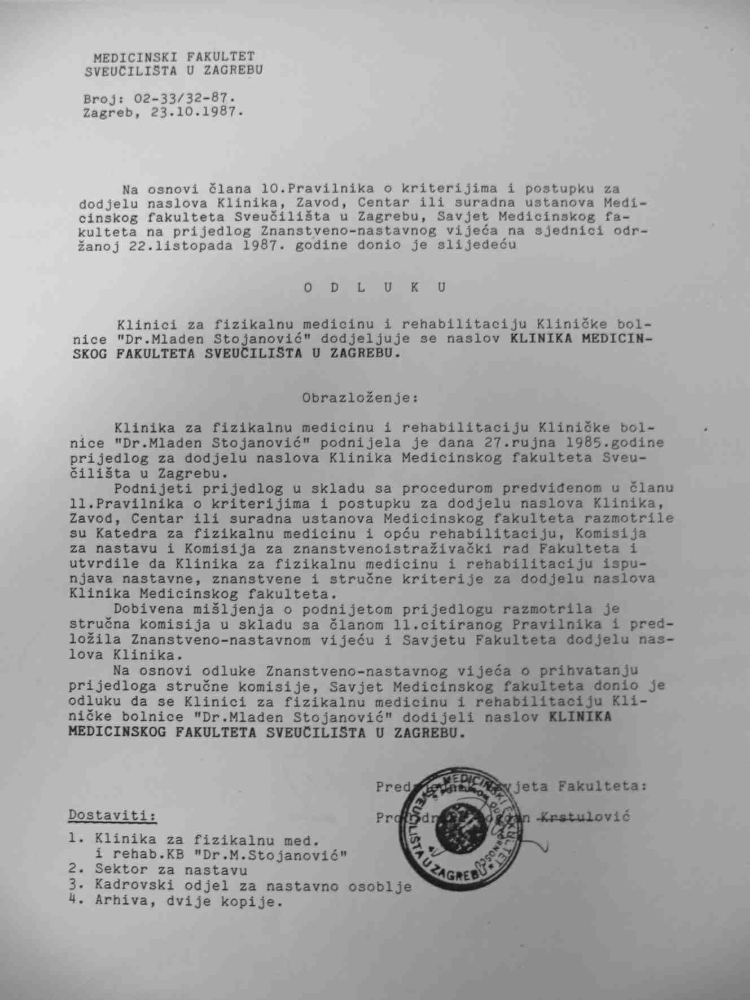 MEDICINSKI FAKULTET
SVEUČILIŠTA U ZAGREBU
Broj: 02-33/32-87.
Zagreb, 23.10.1987.
Na osnovi člana 10.Pravilnika o kriterijima i postupku za
dodjelu naslova Klinika, Zavod, Centar ili suradna ustanova Medi-
cinskog fakulteta Sveučilišta u Zagrebu, Savjet Medicinskog fa-
kulteta na prijedlog Znanstveno-nastavnog vijeća na sjednici odr-
žanoj 22.listopada 1987. godine donio je slijedeću
O D L U K U
Klinici za fizikalnu medicinu i rehabilitaciju Kliničke bol-
nice "Dr.Mladen Stojanović" dodjeljuje se naslov KLINIKA MEDICIN-
SKOG FAKULTETA SVEUČILIŠTA U ZAGREBU.
Obrazloženje:
Klinika za fizikalnu medicinu i rehabilitaciju Kliničke bol-
nice "Dr.Mladen Stojanović" podnijela je dana 27.rujna 1985.godine
prijedlog za dodjelu naslova Klinika Medicinskog fakulteta Sveu-
čilišta u Zagrebu.
Podnijeti prijedlog u skladu sa procedurom predviđenom u članu
11.Pravilnika o kriterijima i postupku za dodjelu naslova Klinika,
Zavod, Centar ili suradna ustanova Medicinskog fakulteta razmotrile
su Katedra za fizikalnu medicinu i opću rehabilitaciju, Komisija
za nastavu i Komisija za znanstvenoistraživački rad Fakulteta i
utvrdile da Klinika za fizikalnu medicinu i rehabilitaciju ispu-
njava nastavne, znanstvene i stručne kriterije za dodjelu naslova
Klinika Medicinskog fakulteta.
Dobivena mišljenja o podnijetom prijedlogu razmotrila je
stručna komisija u skladu sa članom 11.citiranog Pravilnika i pred-
ložila Znanstveno-nastavnom vijeću i Savjetu Fakulteta dodjelu nas-
lova Klinika.
Na osnovi odluke Znanstveno-nastavnog vijeća o prihvatanju
prijedloga stručne komisije, Savjet Medicinskog fakulteta donio je
odluku da se Klinici za fizikalnu medicinu i rehabilitaciju Kli-
ničke bolnice "Dr.Mladen Stojanović" dodijeli naslov KLINIKA
MEDICINSKOG FAKULTETA SVEUČILIŠTA U ZAGREBU.
Predsjednik Savjeta Fakulteta:
Krstulović
MEDICINSKI FAKULTET SVEUČILIŠTA U ZAGREBU
Dostaviti:
1. Klinika za fizikalnu med.
i rehab.KB "Dr.M.Stojanović"
2. Sektor za nastavu
3. Kadrovski odjel za nastavno osoblje
4. Arhiva, dvije kopije.